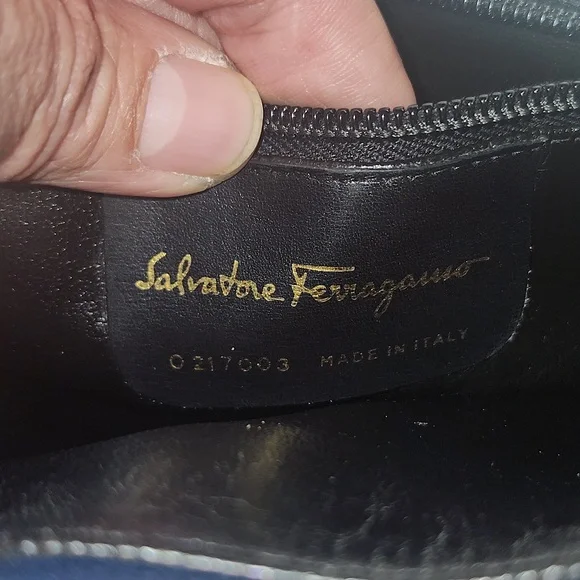 Salvatore Ferragamo
0217003 MADE IN ITALY